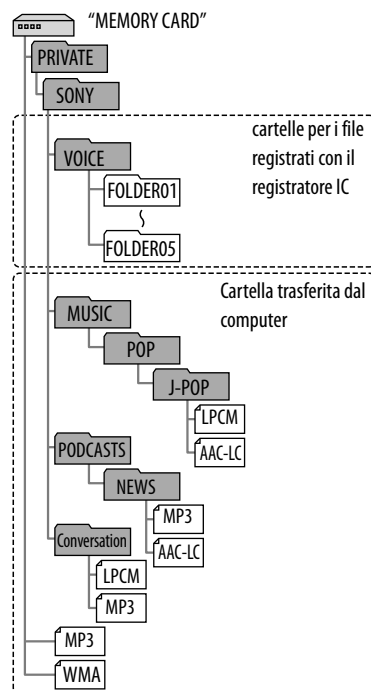 “MEMORY CARD”
PRIVATE
SONY
cartelle per i file
registrati con il
registratore IC
VOICE
FOLDER01
FOLDER05
Cartella trasferita dal
computer
MUSIC
POP
J-POP
LPCM
AAC-LC
PODCASTS
NEWS
MP3
AAC-LC
Conversation
LPCM
MP3
MP3
WMA